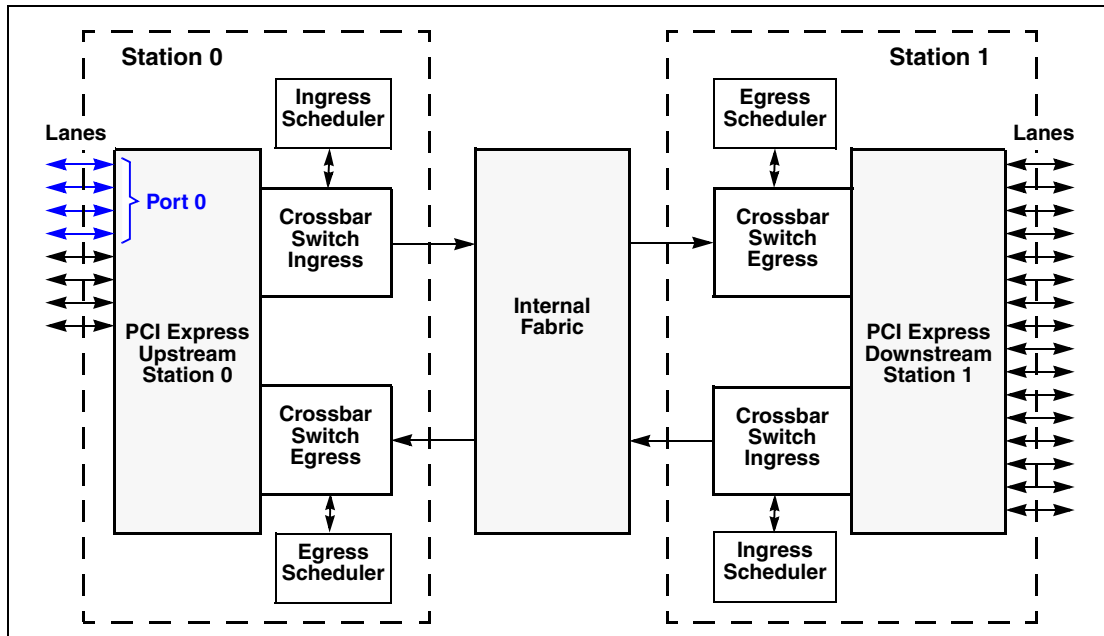 Station 0
Ingress
Scheduler
Lanes
Port 0
Crossbar
Switch
Ingress
PCI Express
Upstream
Station 0
Crossbar
Switch
Egress
Egress
Scheduler
Internal
Fabric
Station 1
Egress
Scheduler
Lanes
Crossbar
Switch
Egress
PCI Express
Downstream
Station 1
Crossbar
Switch
Ingress
Ingress
Scheduler